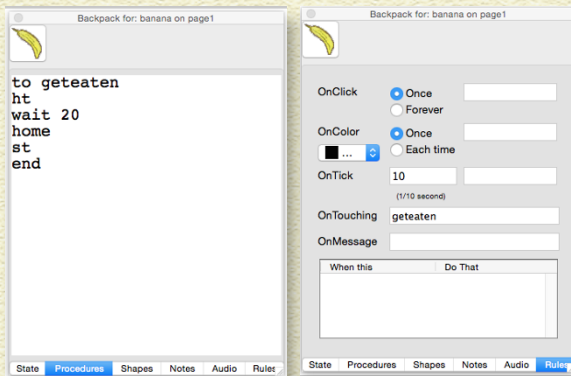 Backpack for: banana on page1
to geteaten
ht
wait 20
home
st
end
State Procedures Shapes Notes Audio Rules
Backpack for: banana on page1
OnClick Once
Forever
OnColor Once
... Each time
OnTick 10
(1/10 second)
OnTouching geteaten
OnMessage
When this Do That
State Procedures Shapes Notes Audio Rules